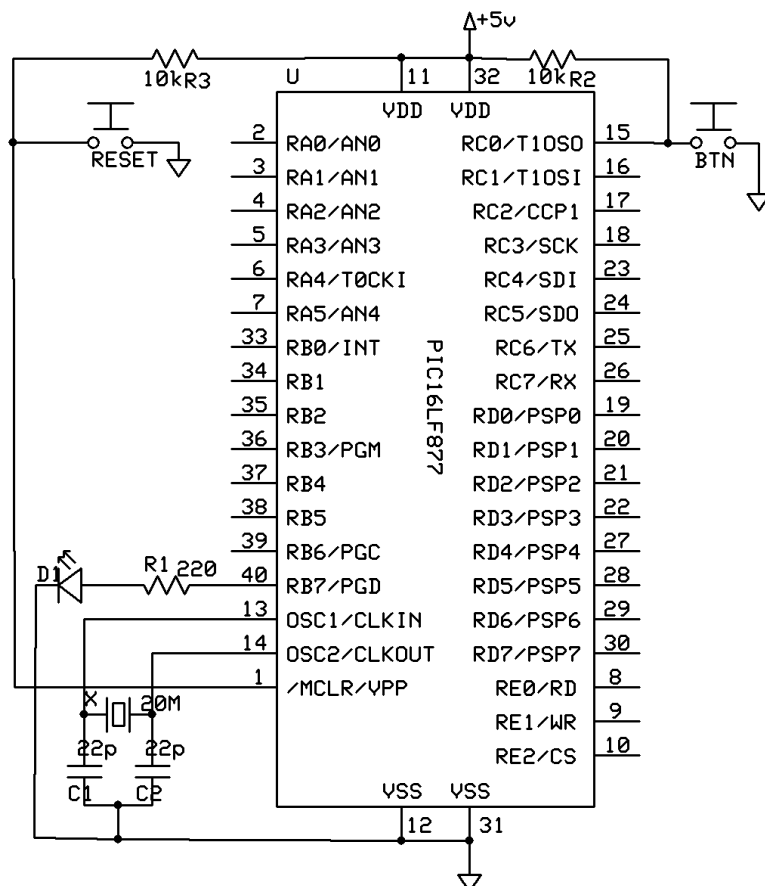 +5v
10k R3
U
11
32
10k R2
VDD
VDD
RESET
BTN
2 RA0/AN0
RC0/T1OSO 15
3 RA1/AN1
RC1/T1OSI 16
4 RA2/AN2
RC2/CCP1 17
5 RA3/AN3
RC3/SCK 18
6 RA4/T0CKI
RC4/SDI 23
7 RA5/AN4
RC5/SDO 24
33 RB0/INT
RC6/TX 25
34 RB1
RC7/RX 26
35 RB2
RD0/PSP0 19
36 RB3/PGM
RD1/PSP1 20
37 RB4
RD2/PSP2 21
38 RB5
RD3/PSP3 22
39 RB6/PGC
RD4/PSP4 27
40 RB7/PGD
RD5/PSP5 28
13 OSC1/CLKIN
RD6/PSP6 29
14 OSC2/CLKOUT
RD7/PSP7 30
1 /MCLR/VPP
RE0/RD 8
RE1/WR 9
RE2/CS 10
PIC16LF877
D1
R1 220
X 20M
22p
22p
C1
C2
VSS
VSS
12
31